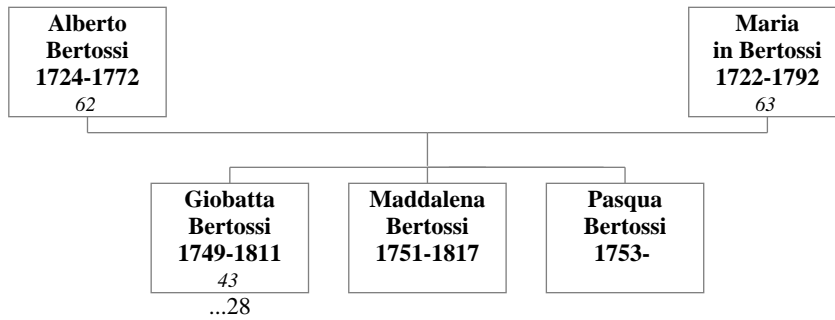 Alberto
Bertossi
1724-1772
62
Maria
in Bertossi
1722-1792
63
Giobatta
Bertossi
1749-1811
43
...28
Maddalena
Bertossi
1751-1817
Pasqua
Bertossi
1753-